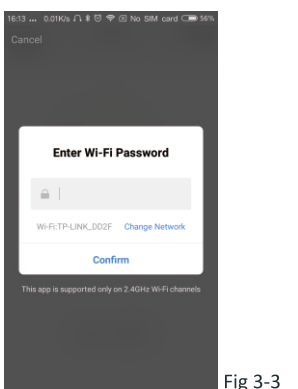 16:13 ... 0.01K/s No SIM card 56%
Cancel
Enter Wi-Fi Password
Wi-Fi:TP-LINK_DD2F Change Network
Confirm
This app is supported only on 2.4GHz Wi-Fi channels
Fig 3-3